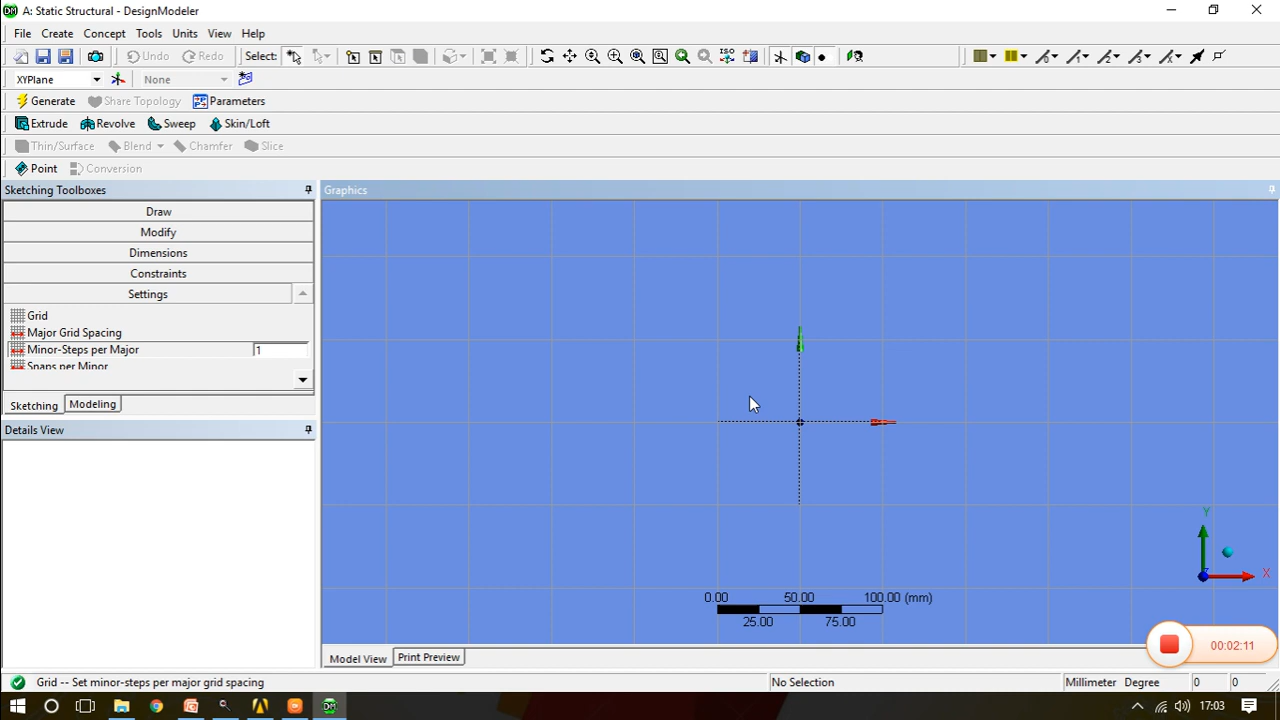 DM A: Static Structural - DesignModeler
File Create Concept Tools Units View Help
Undo Redo Select: ISO
XYPlane None
Generate Share Topology Parameters
Extrude Revolve Sweep Skin/Loft
Thin/Surface Blend Chamfer Slice
Point Conversion
Sketching Toolboxes
Draw
Modify
Dimensions
Constraints
Settings
Grid
Major Grid Spacing
Minor-Steps per Major 1
Snaps per Minor
Sketching Modeling
Details View
Graphics
Y
X
0.00 50.00 100.00 (mm)
25.00 75.00
00:02:11
Model View Print Preview
Grid -- Set minor-steps per major grid spacing No Selection Millimeter Degree 0 0
DM 17:03